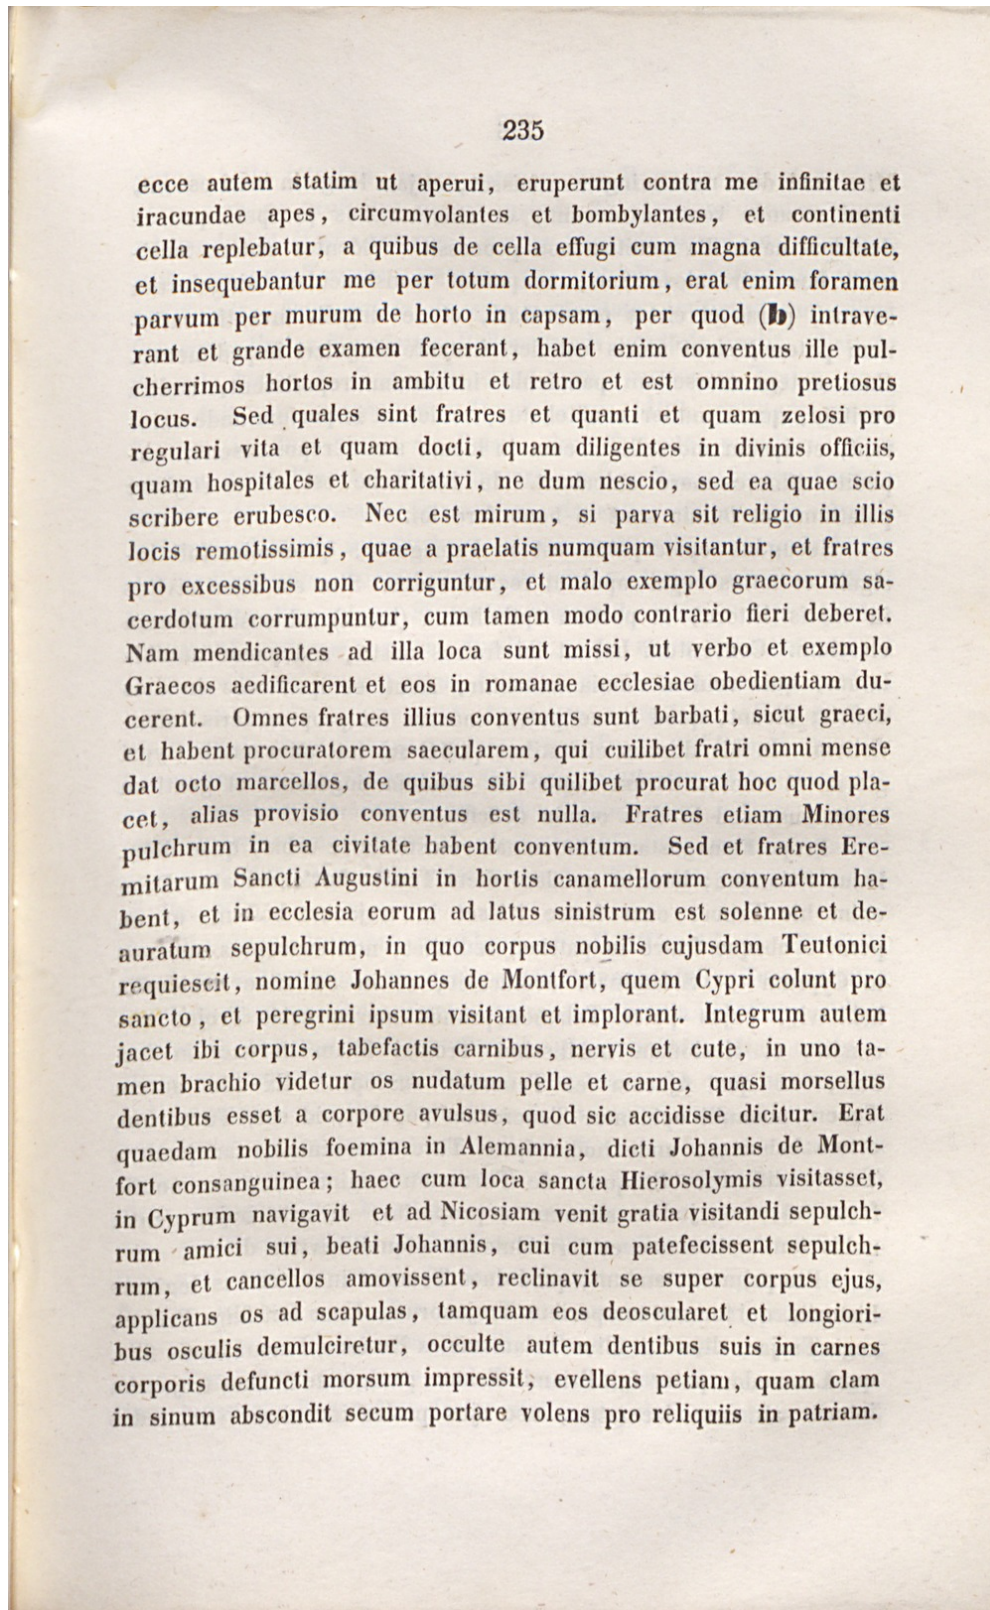 235
ecce autem statim ut aperui, eruperunt contra me infinitae et
iracundae apes, circumvolantes et bombylantes, et continenti
cella replebatur, a quibus de cella effugi cum magna difficultate,
et insequebantur me per totum dormitorium, erat enim foramen
parvum per murum de horto in capsam, per quod (b) intrave-
rant et grande examen fecerant, habet enim conventus ille pul-
cherrimos hortos in ambitu et retro et est omnino pretiosus
locus. Sed quales sint fratres et quanti et quam zelosi pro
regulari vita et quam docti, quam diligentes in divinis officiis,
quam hospitales et charitativi, ne dum nescio, sed ea quae scio
scribere erubesco. Nec est mirum, si parva sit religio in illis
locis remotissimis, quae a praelatis numquam visitantur, et fratres
pro excessibus non corriguntur, et malo exemplo graecorum sa-
cerdotum corrumpuntur, cum tamen modo contrario fieri deberet.
Nam mendicantes ad illa loca sunt missi, ut verbo et exemplo
Graecos aedificarent et eos in romanae ecclesiae obedientiam du-
cerent. Omnes fratres illius conventus sunt barbati, sicut graeci,
et habent procuratorem saecularem, qui cuilibet fratri omni mense
dat octo marcellos, de quibus sibi quilibet procurat hoc quod pla-
cet, alias provisio conventus est nulla. Fratres etiam Minores
pulchrum in ea civitate habent conventum. Sed et fratres Ere-
mitarum Sancti Augustini in hortis canamellorum conventum ha-
bent, et in ecclesia eorum ad latus sinistrum est solenne et de-
auratum sepulchrum, in quo corpus nobilis cujusdam Teutonici
requiescit, nomine Johannes de Montfort, quem Cypri colunt pro
sancto, et peregrini ipsum visitant et implorant. Integrum autem
jacet ibi corpus, tabefactis carnibus, nervis et cute, in uno ta-
men brachio videtur os nudatum pelle et carne, quasi morsellus
dentibus esset a corpore avulsus, quod sic accidisse dicitur. Erat
quaedam nobilis foemina in Alemannia, dicti Johannis de Mont-
fort consanguinea; haec cum loca sancta Hierosolymis visitasset,
in Cyprum navigavit et ad Nicosiam venit gratia visitandi sepulch-
rum amici sui, beati Johannis, cui cum patefecissent sepulch-
rum, et cancellos amovissent, reclinavit se super corpus ejus,
applicans os ad scapulas, tamquam eos deoscularet et longiori-
bus osculis demulciretur, occulte autem dentibus suis in carnes
corporis defuncti morsum impressit, evellens petiam, quam clam
in sinum abscondit secum portare volens pro reliquiis in patriam.